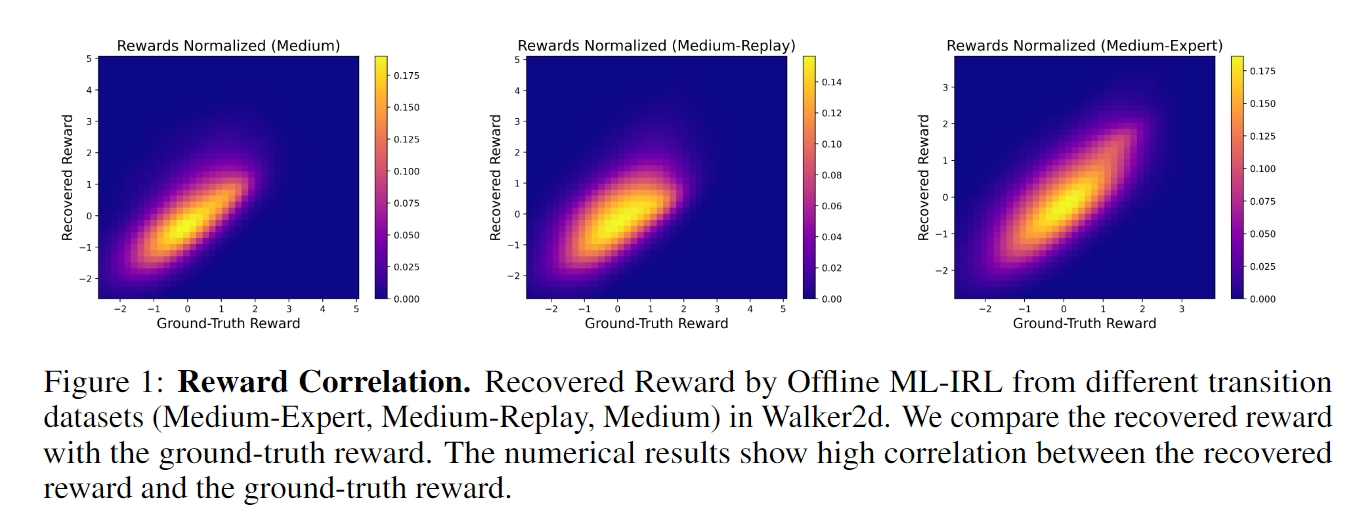 Rewards Normalized (Medium)
5
4
3
2
1
0
−1
−2
Recovered Reward
−2 −1 0 1 2 3 4 5
Ground-Truth Reward
0.175
0.150
0.125
0.100
0.075
0.050
0.025
0.000
Rewards Normalized (Medium-Replay)
5
4
3
2
1
0
−1
−2
Recovered Reward
−2 −1 0 1 2 3 4 5
Ground-Truth Reward
0.14
0.12
0.10
0.08
0.06
0.04
0.02
0.00
Rewards Normalized (Medium-Expert)
3
2
1
0
−1
−2
Recovered Reward
−2 −1 0 1 2 3
Ground-Truth Reward
0.175
0.150
0.125
0.100
0.075
0.050
0.025
0.000
Figure 1: Reward Correlation. Recovered Reward by Offline ML-IRL from different transition
datasets (Medium-Expert, Medium-Replay, Medium) in Walker2d. We compare the recovered reward
with the ground-truth reward. The numerical results show high correlation between the recovered
reward and the ground-truth reward.